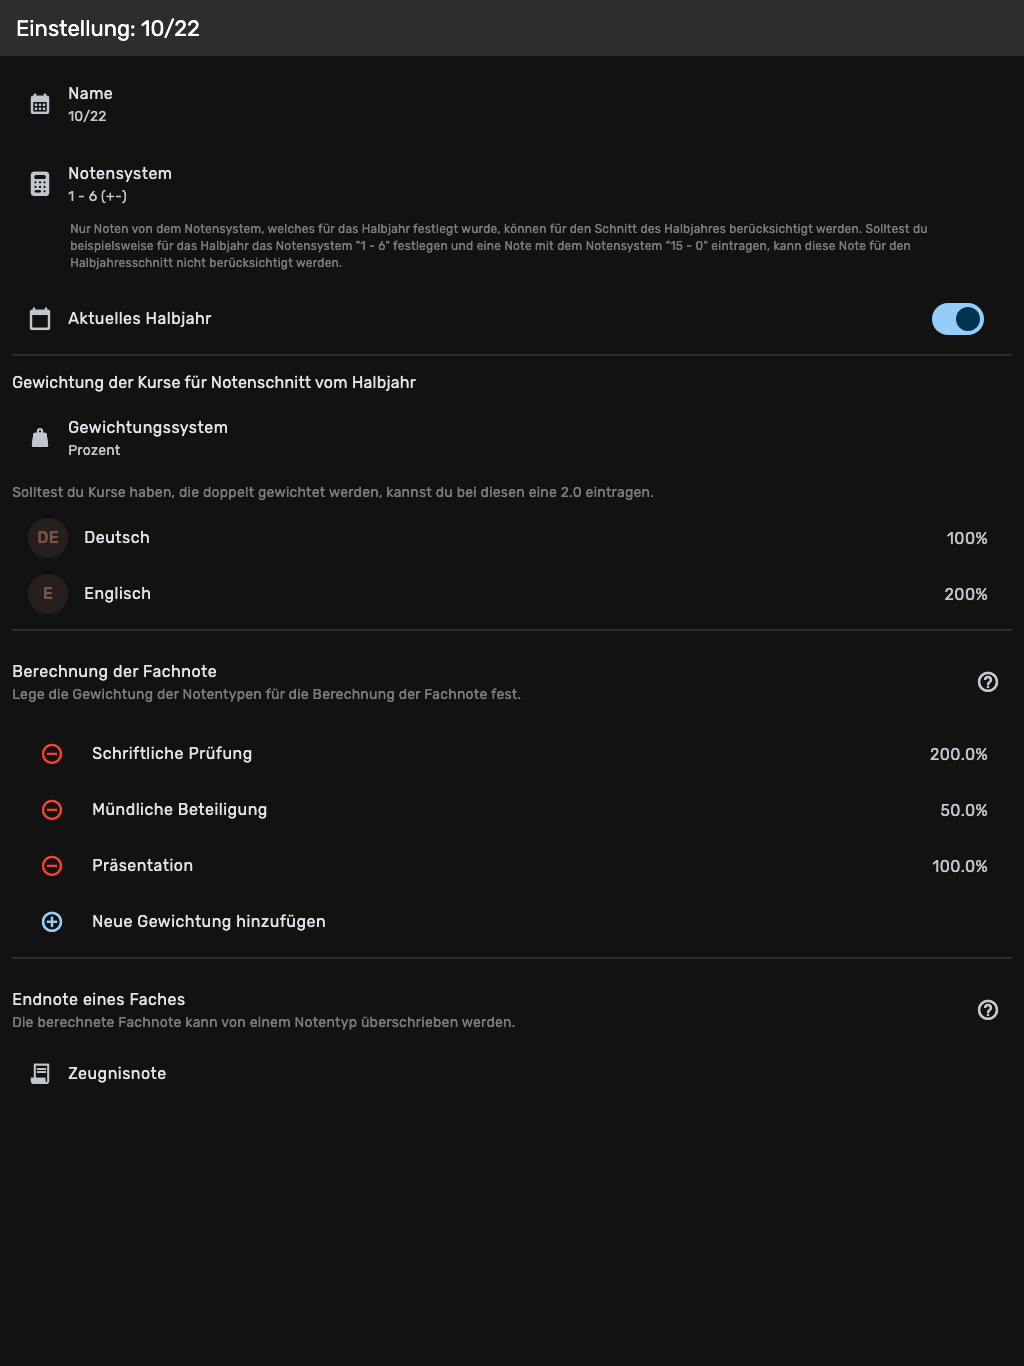 Einstellung: 10/22
Name
10/22
Notensystem
1 - 6 (+-)
Nur Noten von dem Notensystem, welches für das Halbjahr festlegt wurde, können für den Schnitt des Halbjahres berücksichtigt werden. Solltest du
beispielsweise für das Halbjahr das Notensystem "1 - 6" festlegen und eine Note mit dem Notensystem "15 - 0" eintragen, kann diese Note für den
Halbjahresschnitt nicht berücksichtigt werden.
Aktuelles Halbjahr
Gewichtung der Kurse für Notenschnitt vom Halbjahr
Gewichtungssystem
Prozent
Solltest du Kurse haben, die doppelt gewichtet werden, kannst du bei diesen eine 2.0 eintragen.
DE Deutsch 100%
E Englisch 200%
Berechnung der Fachnote
Lege die Gewichtung der Notentypen für die Berechnung der Fachnote fest.
Schriftliche Prüfung 200.0%
Mündliche Beteiligung 50.0%
Präsentation 100.0%
Neue Gewichtung hinzufügen
Endnote eines Faches
Die berechnete Fachnote kann von einem Notentyp überschrieben werden.
Zeugnisnote